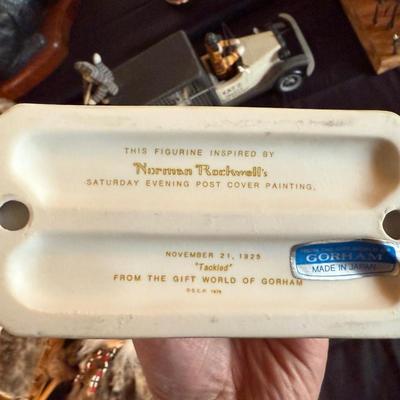 THIS FIGURINE INSPIRED BY
Norman Rockwell's
SATURDAY EVENING POST COVER PAINTING,
NOVEMBER 21, 1925
"Tackled"
FROM THE GIFT WORLD OF GORHAM
GORHAM
MADE IN JAPAN